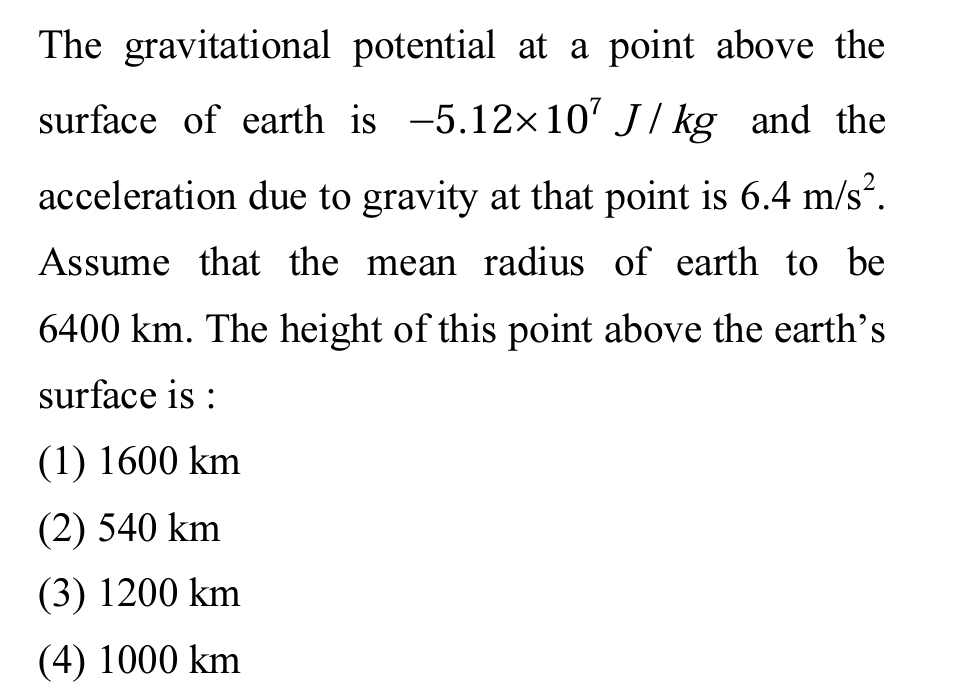 The gravitational potential at a point above the
surface of earth is −5.12×10⁷ J / kg and the
acceleration due to gravity at that point is 6.4 m/s².
Assume that the mean radius of earth to be
6400 km. The height of this point above the earth’s
surface is :
(1) 1600 km
(2) 540 km
(3) 1200 km
(4) 1000 km